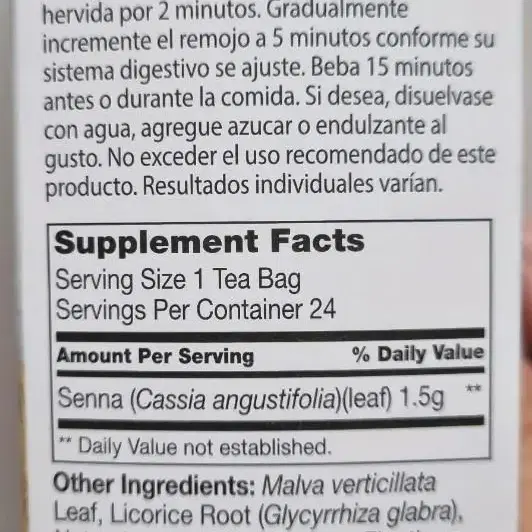 hervida por 2 minutos. Gradualmente
incremente el remojo a 5 minutos conforme su
sistema digestivo se ajuste. Beba 15 minutos
antes o durante la comida. Si desea, disuelvase
con agua, agregue azucar o endulzante al
gusto. No exceder el uso recomendado de este
producto. Resultados individuales varían.
Supplement Facts
Serving Size 1 Tea Bag
Servings Per Container 24
Amount Per Serving % Daily Value
Senna (Cassia angustifolia)(leaf) 1.5g **
** Daily Value not established.
Other Ingredients: Malva verticillata
Leaf, Licorice Root (Glycyrrhiza glabra),